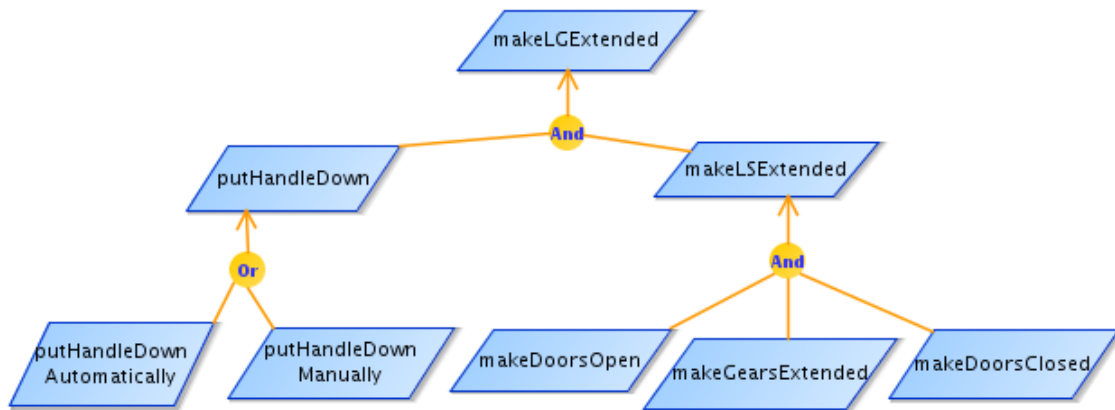 makeLGExtended
And
putHandleDown
makeLSExtended
Or
And
putHandleDown
Automatically
putHandleDown
Manually
makeDoorsOpen
makeGearsExtended
makeDoorsClosed